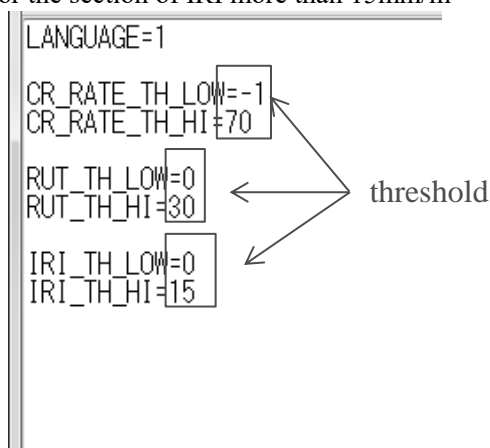 or the section of IRI more than 15mm/m
LANGUAGE=1
CR_RATE_TH_LOW=-1
CR_RATE_TH_HI=70
RUT_TH_LOW=0
RUT_TH_HI=30
threshold
IRI_TH_LOW=0
IRI_TH_HI=15